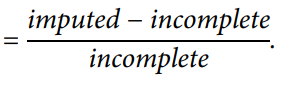 = imputed − incomplete
incomplete.